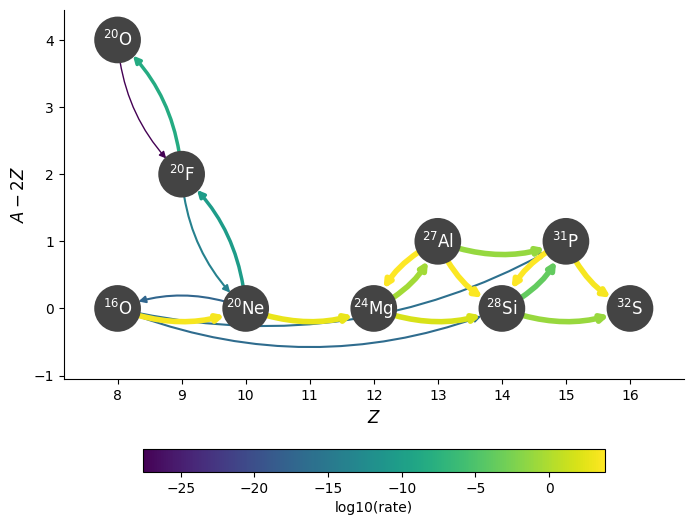 4
3
2
1
0
−1
A − 2Z
²⁰O
²⁰F
²⁷Al
³¹P
¹⁶O
²⁰Ne
²⁴Mg
²⁸Si
³²S
8 9 10 11 12 13 14 15 16
Z
−25 −20 −15 −10 −5 0
log10(rate)